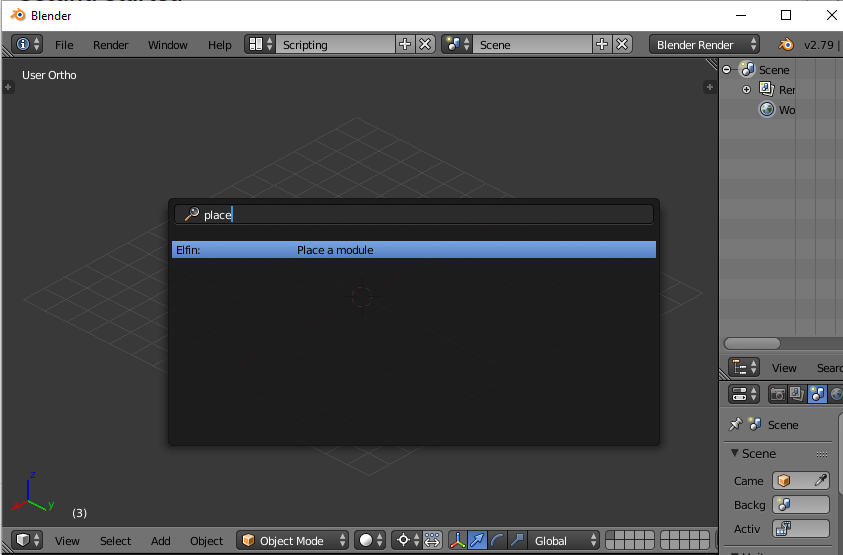 Blender
File Render Window Help Scripting Scene Blender Render v2.79 |
User Ortho
Scene
Rer
Wo
place
Elfin: Place a module
View Searc
Scene
Scene
Came
Backg
Activ
z
x y
(3)
View Select Add Object Object Mode Global